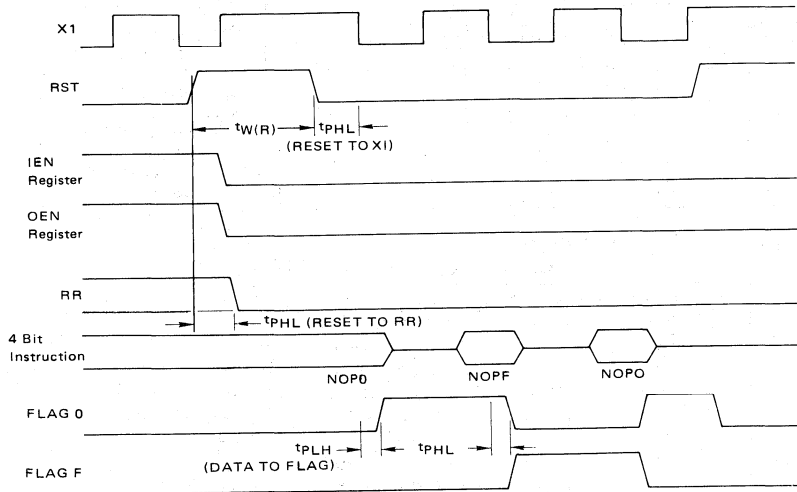 X1
RST
tW(R)
tPHL
(RESET TO XI)
IEN
Register
OEN
Register
RR
tPHL (RESET TO RR)
4 Bit
Instruction
NOP0
NOPF
NOPO
FLAG 0
tPLH
tPHL
(DATA TO FLAG)
FLAG F